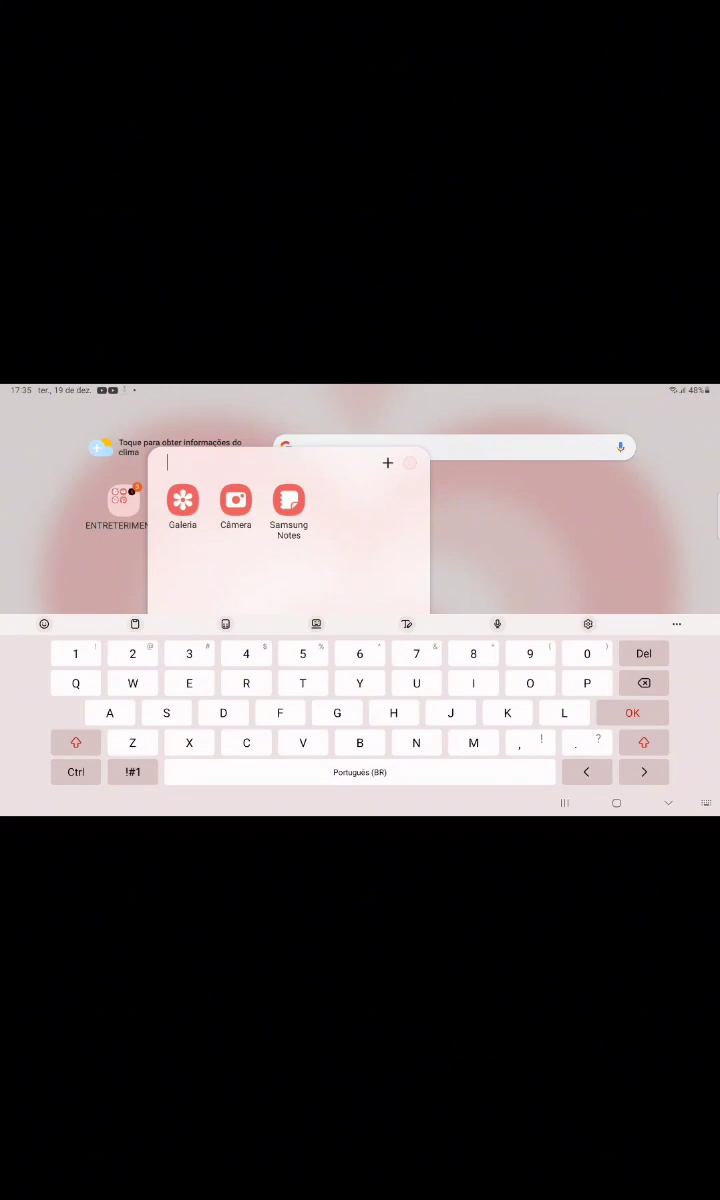 17:35 ter., 19 de dez.
48%
Toque para obter informações do
clima
ENTRETERIMEN
3
Galeria
Câmera
Samsung
Notes
1 ! 2 @ 3 # 4 $ 5 % 6 ^ 7 & 8 * 9 ( 0 ) Del
Q W E R T Y U I O P
A S D F G H J K L OK
Z X C V B N M , ! . ?
Ctrl !#1 Português (BR) < >